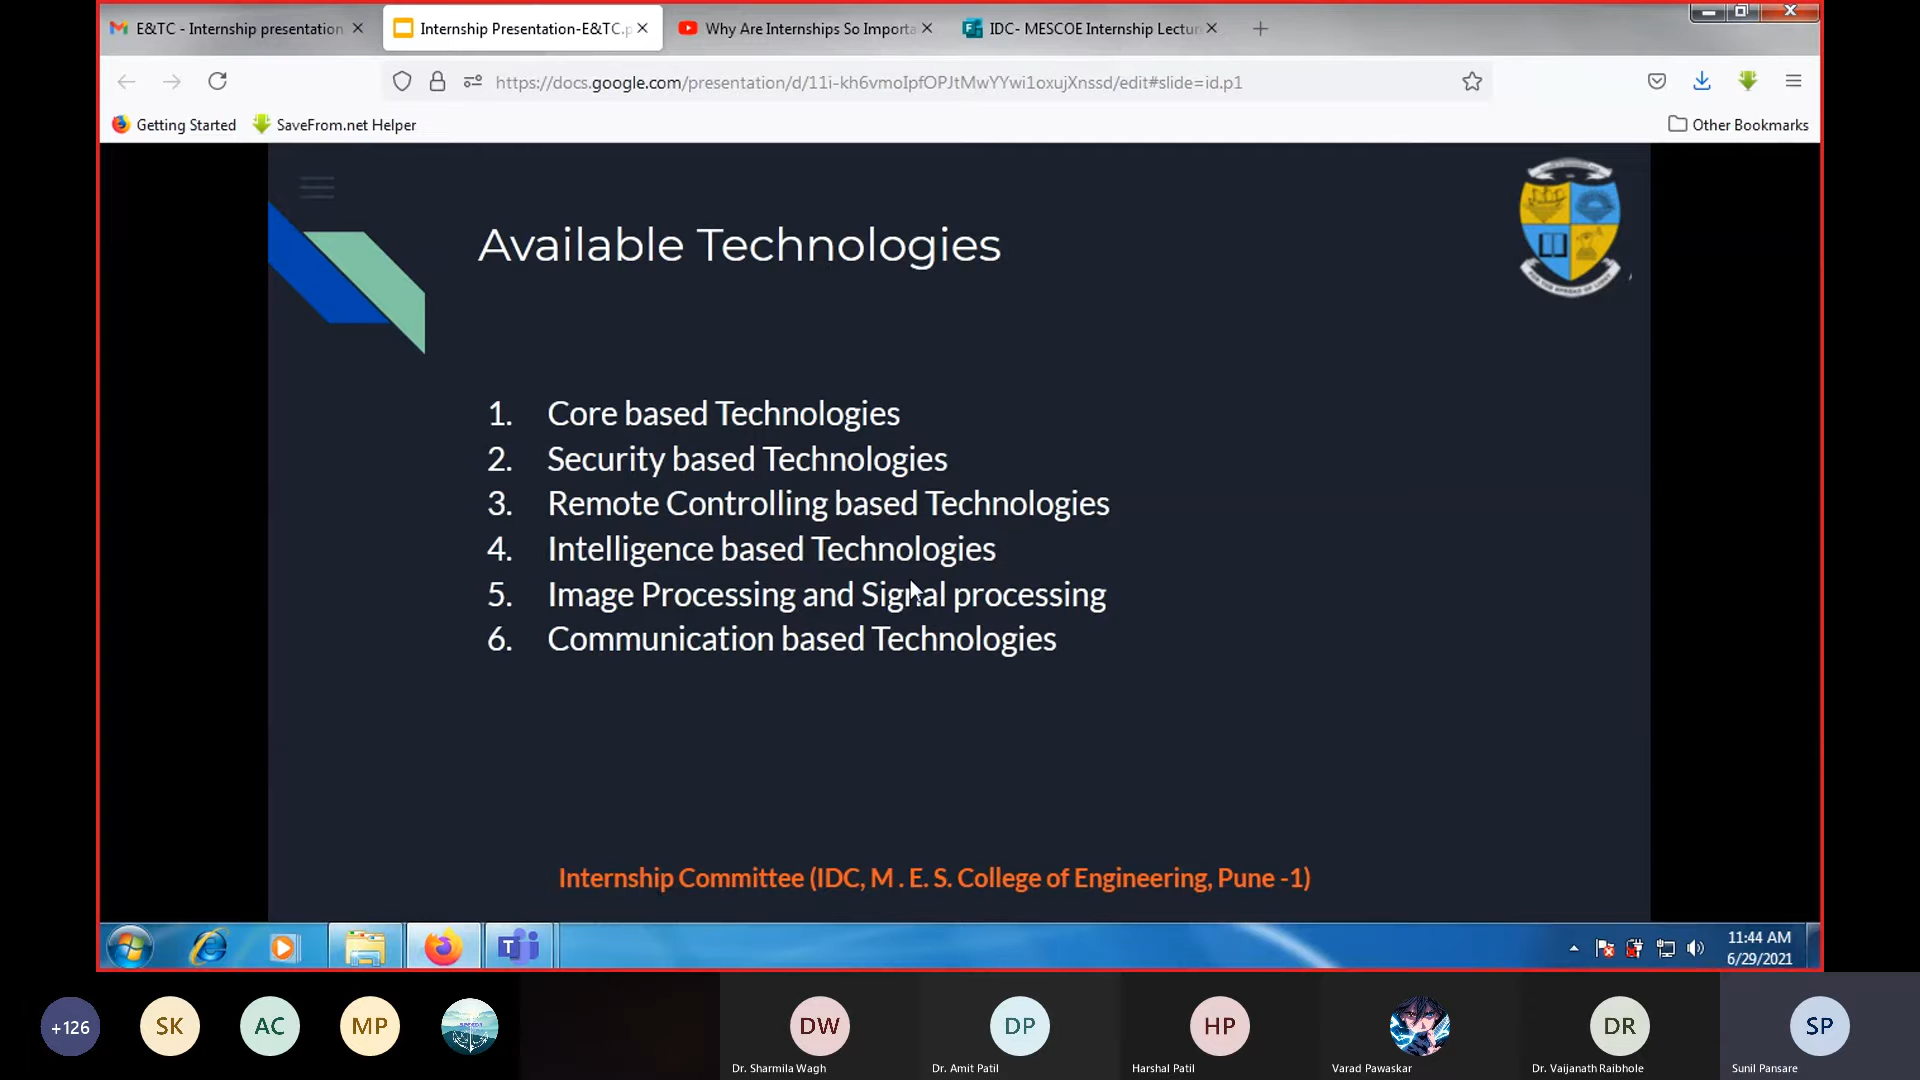 E&TC - Internship presentation
Internship Presentation-E&TC.p
Why Are Internships So Importa
IDC- MESCOE Internship Lectur
https://docs.google.com/presentation/d/11i-kh6vmoIpfOPJtMwYYwi1oxujXnssd/edit#slide=id.p1
Getting Started
SaveFrom.net Helper
Other Bookmarks
Available Technologies
1. Core based Technologies
2. Security based Technologies
3. Remote Controlling based Technologies
4. Intelligence based Technologies
5. Image Processing and Signal processing
6. Communication based Technologies
Internship Committee (IDC, M . E. S. College of Engineering, Pune -1)
11:44 AM
6/29/2021
+126
SK
AC
MP
DW
DP
HP
DR
SP
Dr. Sharmila Wagh
Dr. Amit Patil
Harshal Patil
Varad Pawaskar
Dr. Vaijanath Raibhole
Sunil Pansare